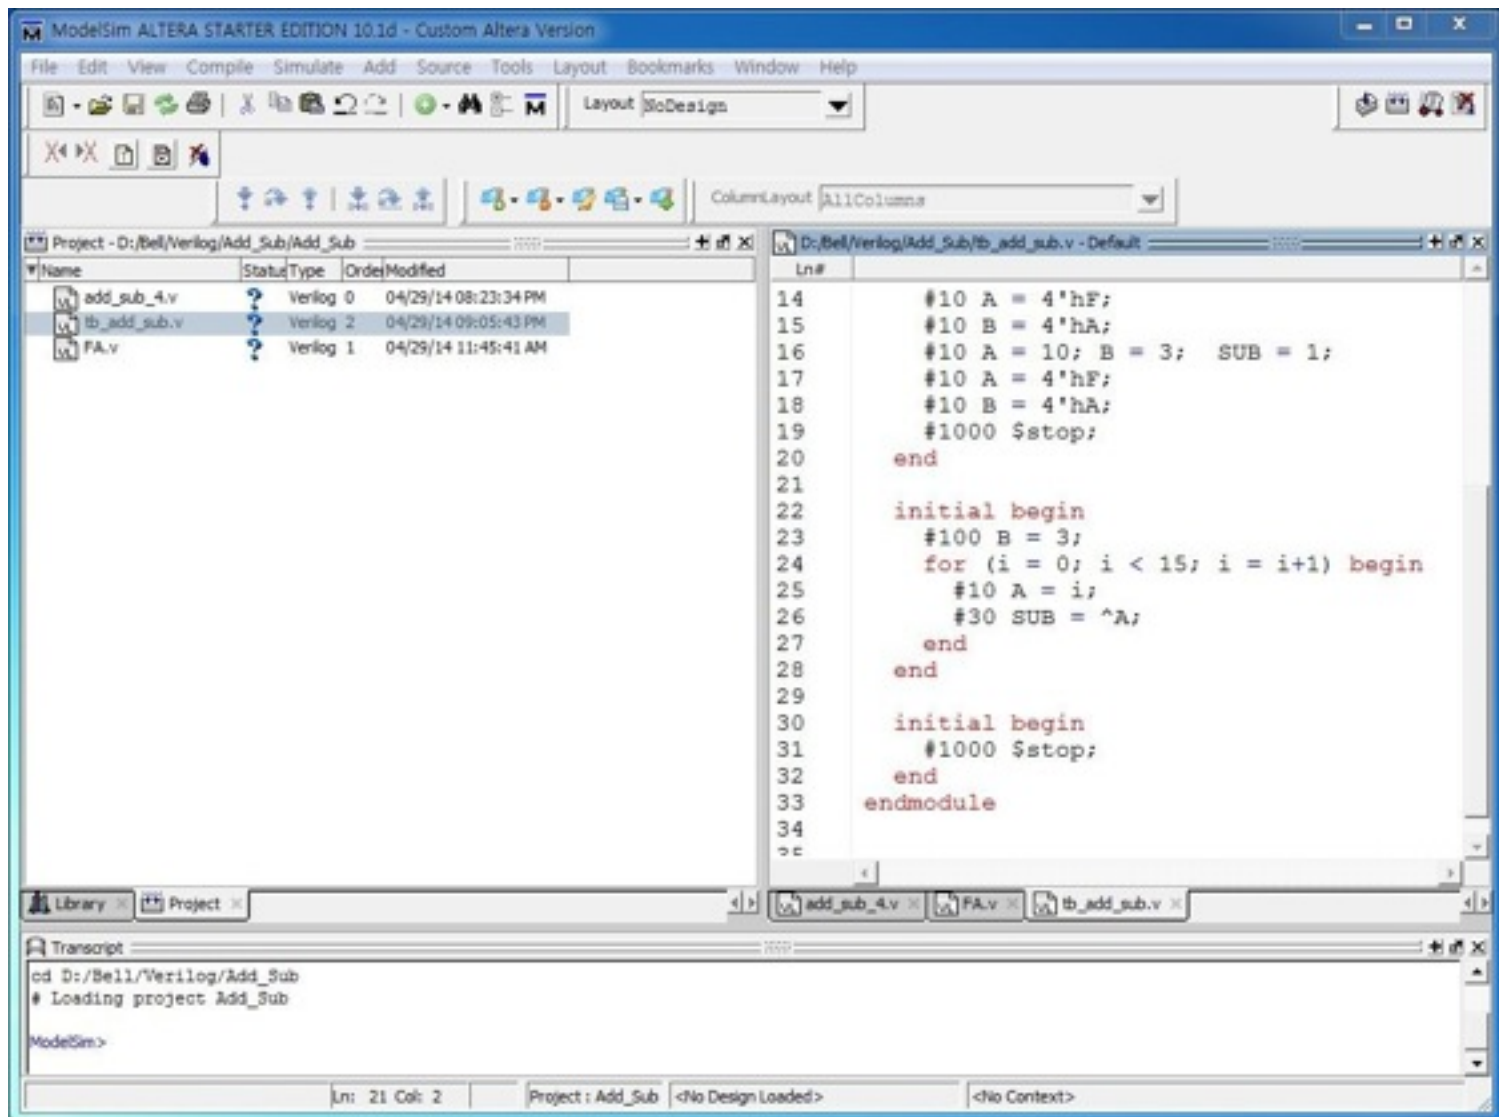 ModelSim ALTERA STARTER EDITION 10.1d - Custom Altera Version
File Edit View Compile Simulate Add Source Tools Layout Bookmarks Window Help
Layout NoDesign
ColumnLayout AllColumns
Project - D:/Bell/Verilog/Add_Sub/Add_Sub
Name Status Type Order Modified
add_sub_4.v ? Verilog 0 04/29/14 08:23:34 PM
tb_add_sub.v ? Verilog 2 04/29/14 09:05:43 PM
FA.v ? Verilog 1 04/29/14 11:45:41 AM
Library Project
D:/Bell/Verilog/Add_Sub/tb_add_sub.v - Default
Ln#
14 #10 A = 4'hF;
15 #10 B = 4'hA;
16 #10 A = 10; B = 3; SUB = 1;
17 #10 A = 4'hF;
18 #10 B = 4'hA;
19 #1000 $stop;
20 end
21
22 initial begin
23 #100 B = 3;
24 for (i = 0; i < 15; i = i+1) begin
25 #10 A = i;
26 #30 SUB = ^A;
27 end
28 end
29
30 initial begin
31 #1000 $stop;
32 end
33 endmodule
34
35
add_sub_4.v FA.v tb_add_sub.v
Transcript
cd D:/Bell/Verilog/Add_Sub
# Loading project Add_Sub
ModelSim>
Ln: 21 Col: 2 Project : Add_Sub <No Design Loaded> <No Context>